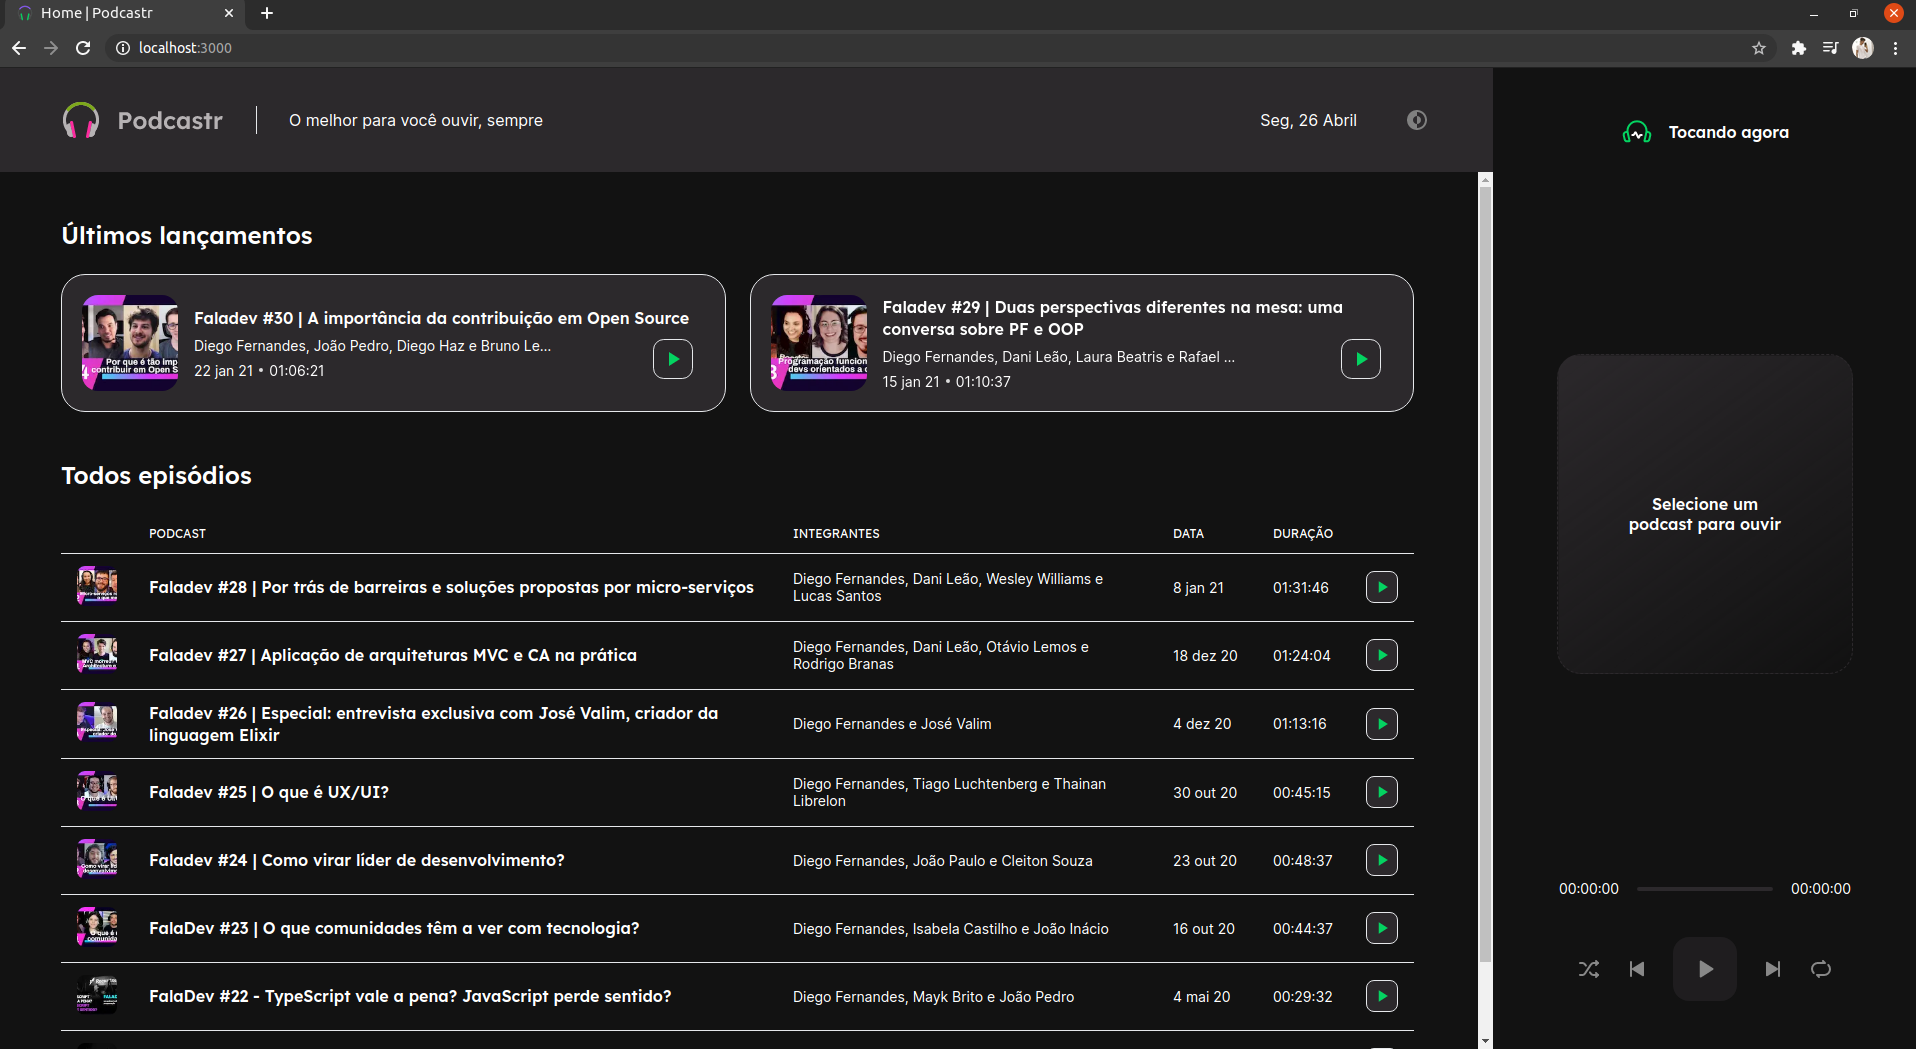 Home | Podcastr
localhost:3000
Podcastr
O melhor para você ouvir, sempre
Seg, 26 Abril
Tocando agora
Últimos lançamentos
Por que é tão imp
contribuir em Open S
Faladev #30 | A importância da contribuição em Open Source
Diego Fernandes, João Pedro, Diego Haz e Bruno Le...
22 jan 21 • 01:06:21
Programação funcion
devs orientados a o
Faladev #29 | Duas perspectivas diferentes na mesa: uma
conversa sobre PF e OOP
Diego Fernandes, Dani Leão, Laura Beatris e Rafael ...
15 jan 21 • 01:10:37
Todos episódios
PODCAST INTEGRANTES DATA DURAÇÃO
Faladev #28 | Por trás de barreiras e soluções propostas por micro-serviços
Diego Fernandes, Dani Leão, Wesley Williams e
Lucas Santos
8 jan 21
01:31:46
Faladev #27 | Aplicação de arquiteturas MVC e CA na prática
Diego Fernandes, Dani Leão, Otávio Lemos e
Rodrigo Branas
18 dez 20
01:24:04
Faladev #26 | Especial: entrevista exclusiva com José Valim, criador da
linguagem Elixir
Diego Fernandes e José Valim
4 dez 20
01:13:16
Faladev #25 | O que é UX/UI?
Diego Fernandes, Tiago Luchtenberg e Thainan
Librelon
30 out 20
00:45:15
Faladev #24 | Como virar líder de desenvolvimento?
Diego Fernandes, João Paulo e Cleiton Souza
23 out 20
00:48:37
FalaDev #23 | O que comunidades têm a ver com tecnologia?
Diego Fernandes, Isabela Castilho e João Inácio
16 out 20
00:44:37
FalaDev #22 - TypeScript vale a pena? JavaScript perde sentido?
Diego Fernandes, Mayk Brito e João Pedro
4 mai 20
00:29:32
Selecione um
podcast para ouvir
00:00:00
00:00:00